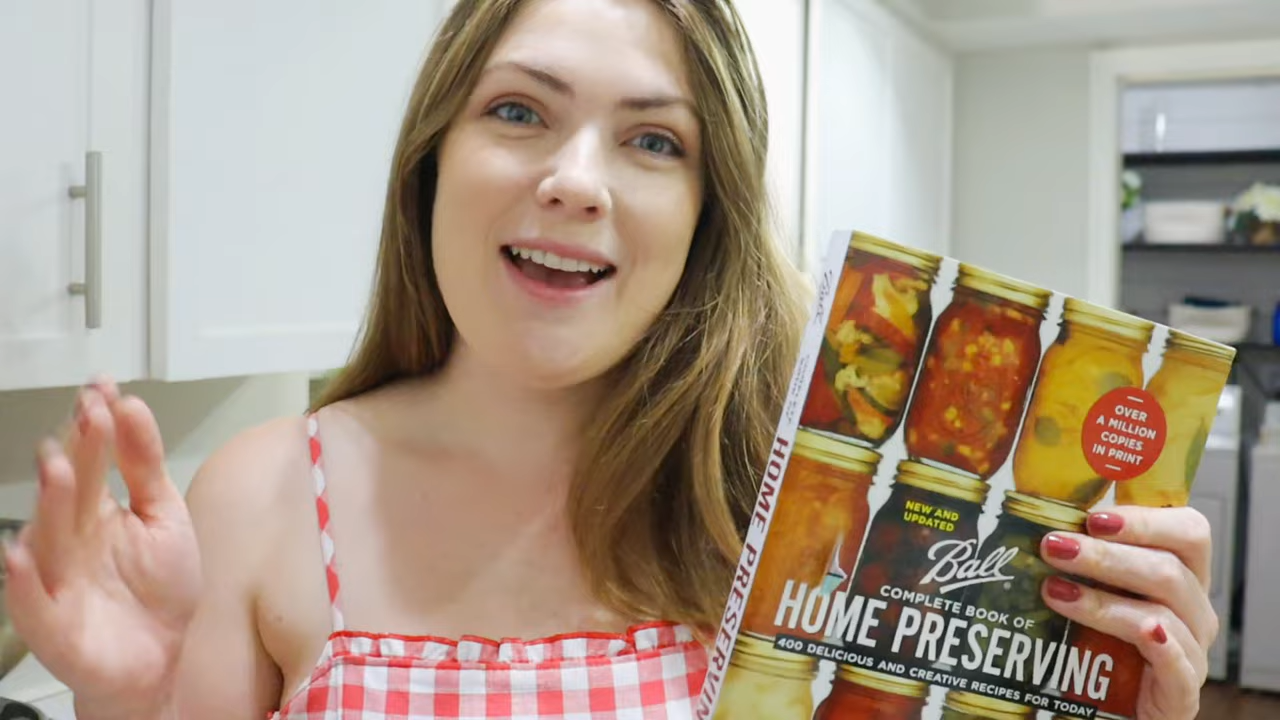 Ball
HOME PRESERVIN
OVER
A MILLION
COPIES
IN PRINT
NEW AND
UPDATED
Ball
COMPLETE BOOK OF
HOME PRESERVING
400 DELICIOUS AND CREATIVE RECIPES FOR TODAY